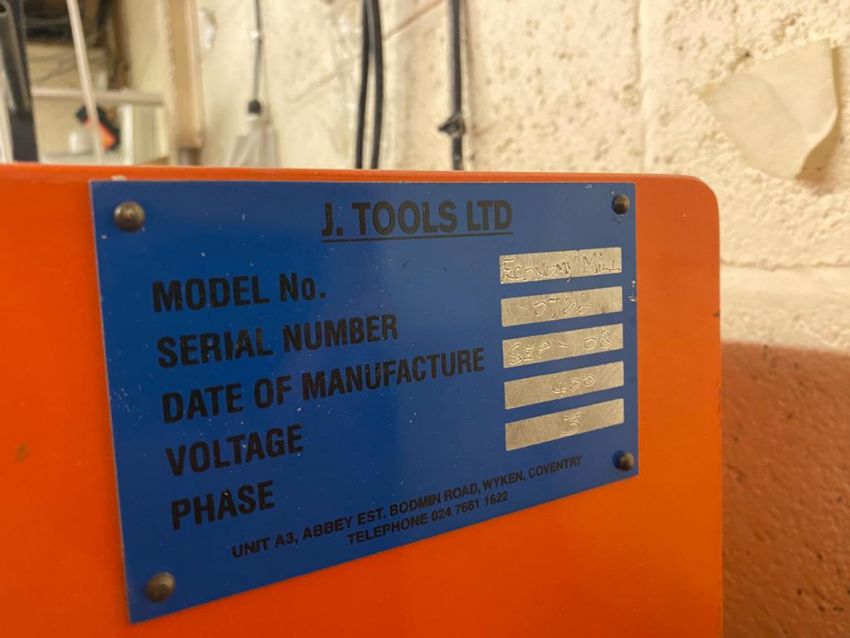 J. TOOLS LTD
MODEL No. ECONOMY MILL
SERIAL NUMBER
DATE OF MANUFACTURE SEP - 08
VOLTAGE 400
PHASE 3
UNIT A3, ABBEY EST. BODMIN ROAD, WYKEN, COVENTRY
TELEPHONE 024 7661 1622